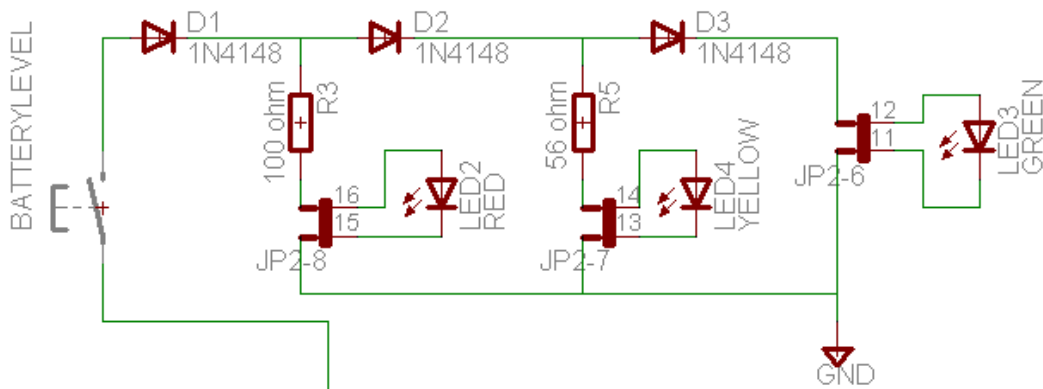 BATTERYLEVEL
D1
1N4148
D2
1N4148
D3
1N4148
100 ohm
R3
56 ohm
R5
16
15
LED2
RED
JP2-8
14
13
LED4
YELLOW
JP2-7
12
11
LED3
GREEN
JP2-6
GND